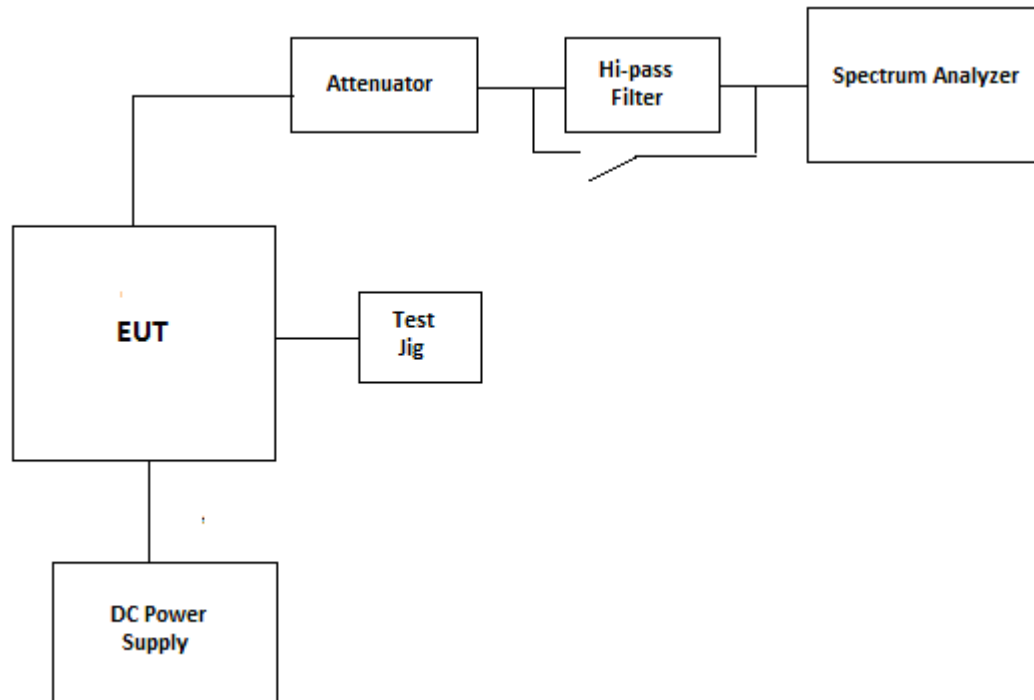 Attenuator
Hi-pass
Filter
Spectrum Analyzer
EUT
Test
Jig
DC Power
Supply